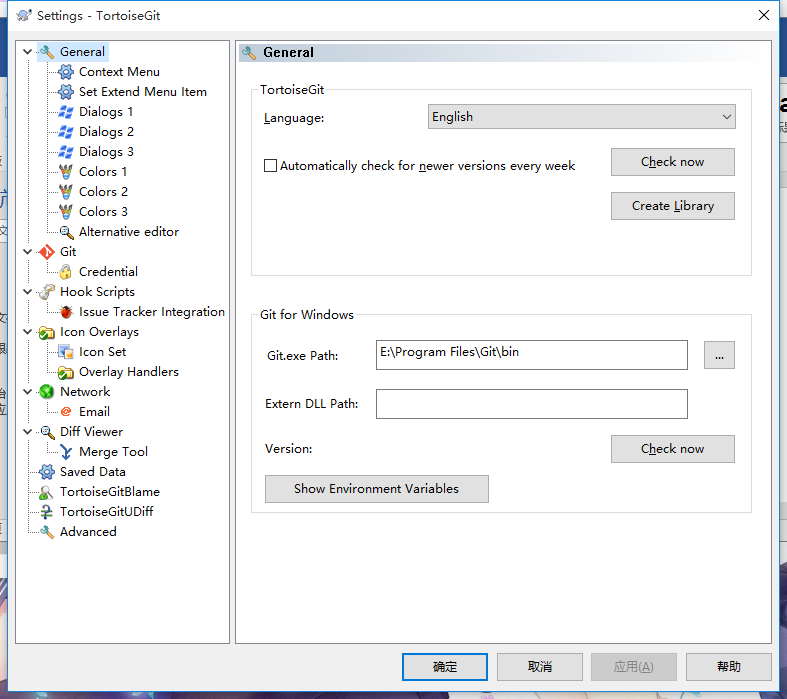 Settings - TortoiseGit
General
Context Menu
Set Extend Menu Item
Dialogs 1
Dialogs 2
Dialogs 3
Colors 1
Colors 2
Colors 3
Alternative editor
Git
Credential
Hook Scripts
Issue Tracker Integration
Icon Overlays
Icon Set
Overlay Handlers
Network
Email
Diff Viewer
Merge Tool
Saved Data
TortoiseGitBlame
TortoiseGitUDiff
Advanced
General
TortoiseGit
Language:
English
Automatically check for newer versions every week
Check now
Create Library
Git for Windows
Git.exe Path:
E:\Program Files\Git\bin
...
Extern DLL Path:
Version:
Check now
Show Environment Variables
确定
取消
应用(A)
帮助